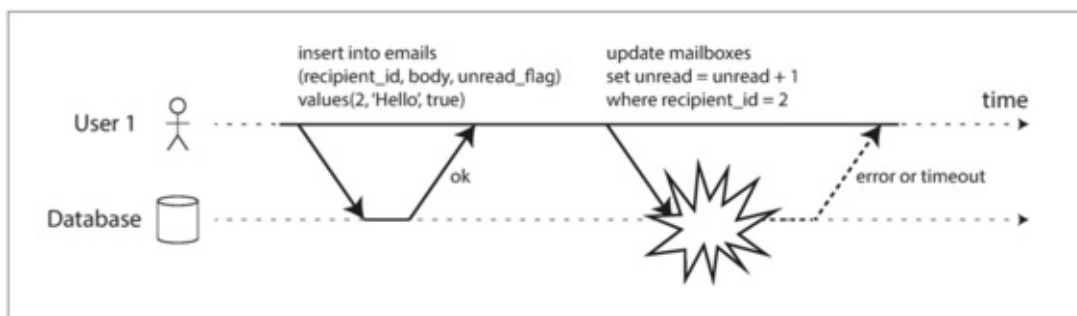 insert into emails
(recipient_id, body, unread_flag)
values(2, ‘Hello’, true)
update mailboxes
set unread = unread + 1
where recipient_id = 2
time
User 1
ok
error or timeout
Database